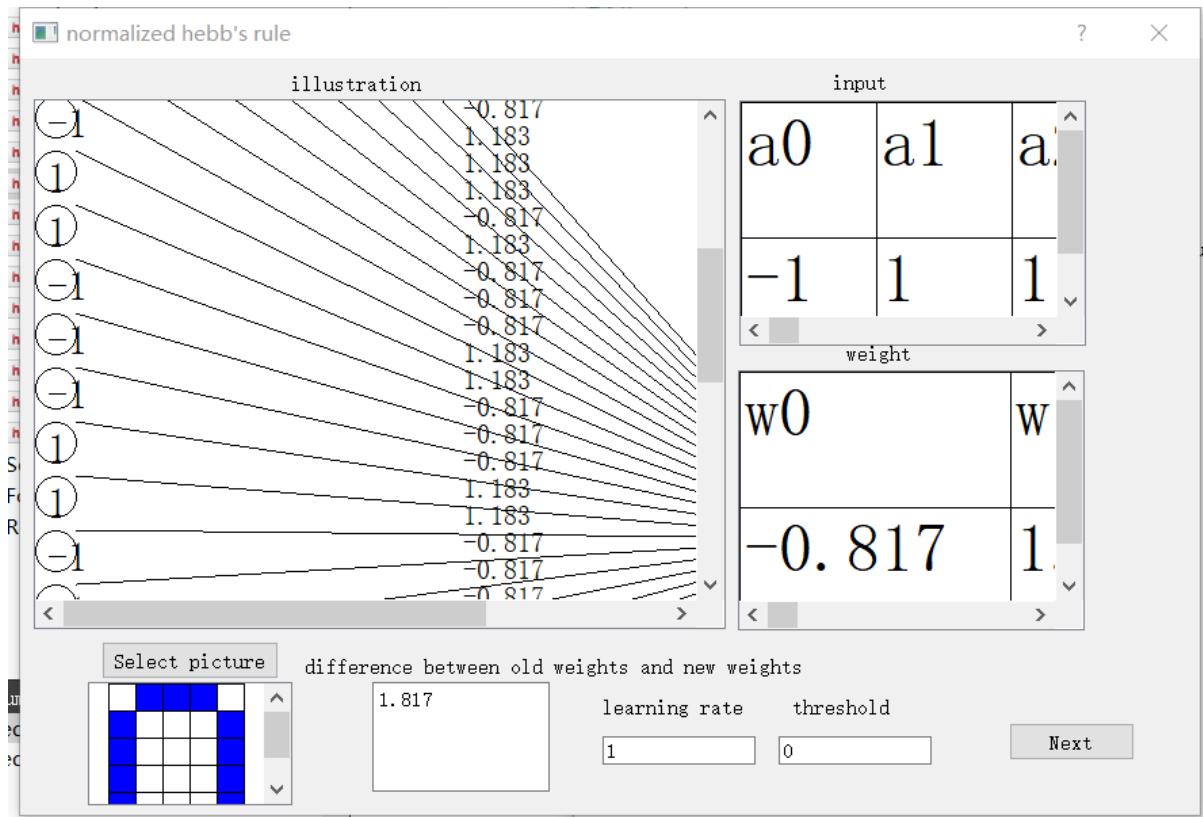 normalized hebb's rule
illustration
input
-1
1
1
-1
-1
-1
1
1
-1
-0.817
1.183
1.183
1.183
-0.817
1.183
-0.817
-0.817
-0.817
1.183
1.183
-0.817
-0.817
-0.817
1.183
1.183
-0.817
-0.817
-0.817
a0 a1
-1 1 1
weight
w0 w
-0.817 1.
Select picture
difference between old weights and new weights
1.817
learning rate threshold
1 0
Next